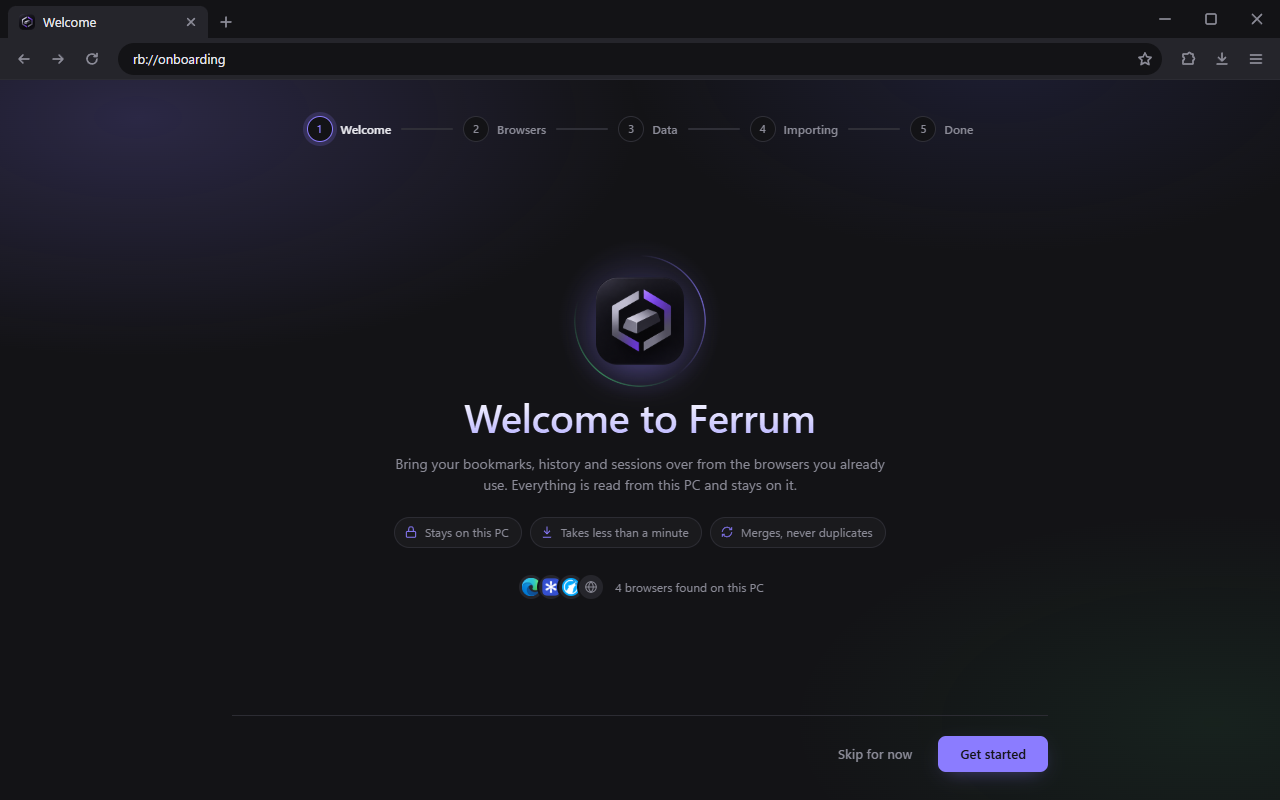 Welcome
rb://onboarding
1 Welcome 2 Browsers 3 Data 4 Importing 5 Done
Welcome to Ferrum
Bring your bookmarks, history and sessions over from the browsers you already
use. Everything is read from this PC and stays on it.
Stays on this PC Takes less than a minute Merges, never duplicates
4 browsers found on this PC
Skip for now Get started